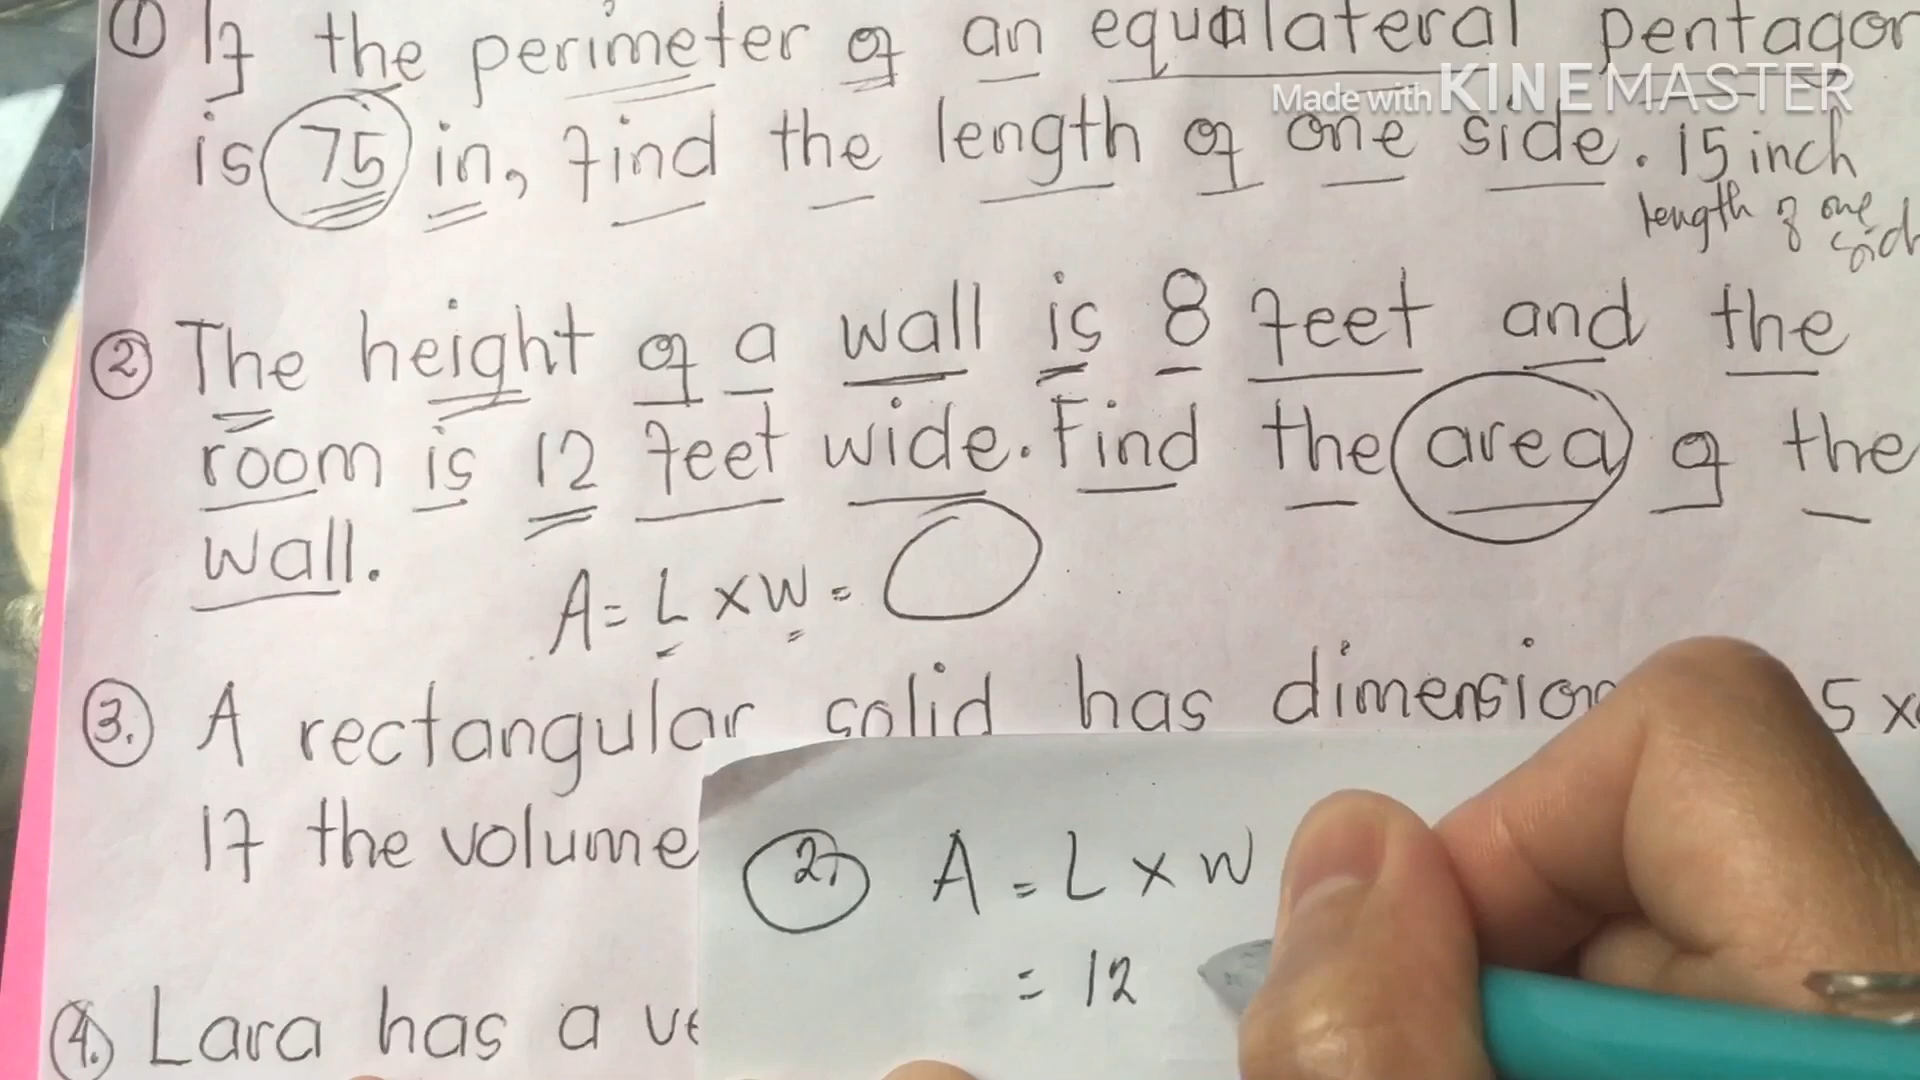 ① If the perimeter of an equalateral pentagon
Made with KINEMASTER
is 75 in, find the length of one side. 15 inch
length of one
side
② The height of a wall is 8 feet and the
room is 12 feet wide. Find the area of the
wall.
A = L x W =
③. A rectangular solid has dimensions 5 x
If the volume
② A = L x W
= 12
④. Lara has a